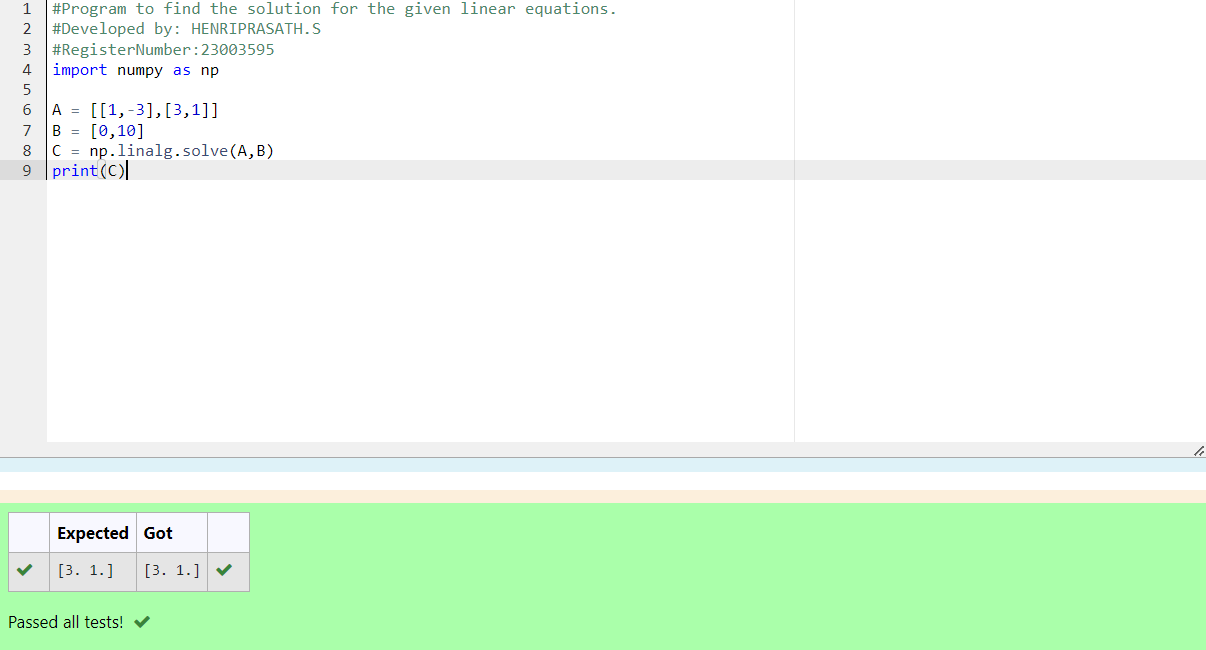 1 #Program to find the solution for the given linear equations.
2 #Developed by: HENRIPRASATH.S
3 #RegisterNumber:23003595
4 import numpy as np
5
6 A = [[1,-3],[3,1]]
7 B = [0,10]
8 C = np.linalg.solve(A,B)
9 print(C)
Expected Got
[3. 1.] [3. 1.]
Passed all tests!